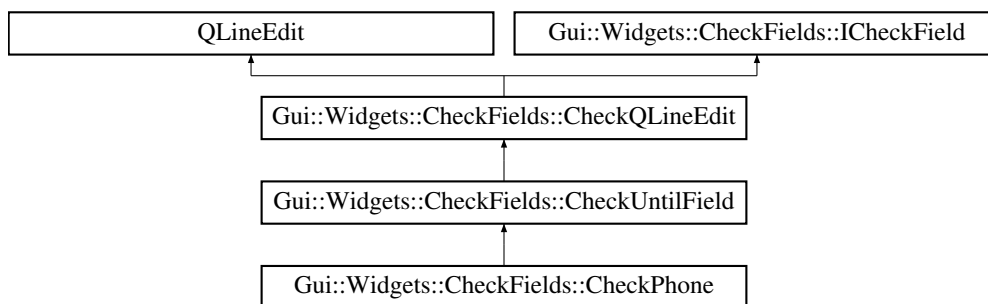 QLineEdit
Gui::Widgets::CheckFields::ICheckField
Gui::Widgets::CheckFields::CheckQLineEdit
Gui::Widgets::CheckFields::CheckUntilField
Gui::Widgets::CheckFields::CheckPhone